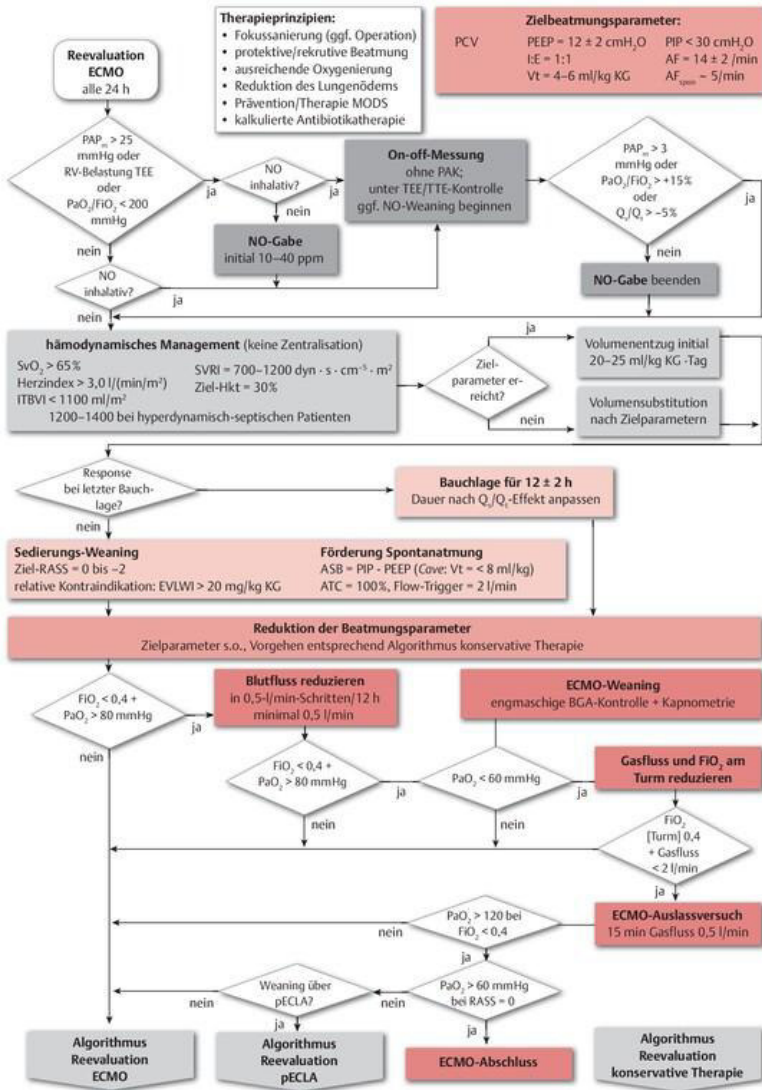 Therapieprinzipien:
• Fokussanierung (ggf. Operation)
• protektive/rekrutive Beatmung
• ausreichende Oxygenierung
• Reduktion des Lungenödems
• Prävention/Therapie MODS
• kalkulierte Antibiotikatherapie
Zielbeatmungsparameter:
PCV
PEEP = 12 ± 2 cmH₂O
PIP < 30 cmH₂O
I:E = 1:1
AF = 14 ± 2 /min
Vt = 4–6 ml/kg KG
AFspon ~ 5/min
Reevaluation
ECMO
alle 24 h
PAPm > 25
mmHg oder
RV-Belastung TEE
oder
PaO₂/FiO₂ < 200
mmHg
ja
nein
NO
inhalativ?
ja
nein
On-off-Messung
ohne PAK;
unter TEE/TTE-Kontrolle
ggf. NO-Weaning beginnen
PAPm > 3
mmHg oder
PaO₂/FiO₂ > +15%
oder
Qs/Qt > –5%
ja
nein
NO-Gabe
initial 10–40 ppm
NO-Gabe beenden
NO
inhalativ?
ja
nein
hämodynamisches Management (keine Zentralisation)
SvO₂ > 65%
SVRI = 700–1200 dyn · s · cm⁻⁵ · m²
Herzindex > 3,0 l/(min/m²)
Ziel-Hkt = 30%
ITBVI < 1100 ml/m²
1200–1400 bei hyperdynamisch-septischen Patienten
Ziel-
parameter er-
reicht?
ja
nein
Volumenentzug initial
20–25 ml/kg KG ·Tag
Volumensubstitution
nach Zielparametern
Response
bei letzter Bauch-
lage?
nein
Bauchlage für 12 ± 2 h
Dauer nach Qs/Qt-Effekt anpassen
Sedierungs-Weaning
Ziel-RASS = 0 bis –2
relative Kontraindikation: EVLWI > 20 mg/kg KG
Förderung Spontanatmung
ASB = PIP - PEEP (Cave: Vt = < 8 ml/kg)
ATC = 100%, Flow-Trigger = 2 l/min
Reduktion der Beatmungsparameter
Zielparameter s.o., Vorgehen entsprechend Algorithmus konservative Therapie
FiO₂ < 0,4 +
PaO₂ > 80 mmHg
ja
nein
Blutfluss reduzieren
in 0,5-l/min-Schritten/12 h
minimal 0,5 l/min
ECMO-Weaning
engmaschige BGA-Kontrolle + Kapnometrie
FiO₂ < 0,4 +
PaO₂ > 80 mmHg
ja
nein
PaO₂ < 60 mmHg
ja
nein
Gasfluss und FiO₂ am
Turm reduzieren
FiO₂
[Turm] 0,4
+ Gasfluss
< 2 l/min
ja
PaO₂ > 120 bei
FiO₂ < 0,4
nein
ja
ECMO-Auslassversuch
15 min Gasfluss 0,5 l/min
Weaning über
pECLA?
nein
ja
PaO₂ > 60 mmHg
bei RASS = 0
nein
ja
Algorithmus
Reevaluation
ECMO
Algorithmus
Reevaluation
pECLA
ECMO-Abschluss
Algorithmus
Reevaluation
konservative Therapie